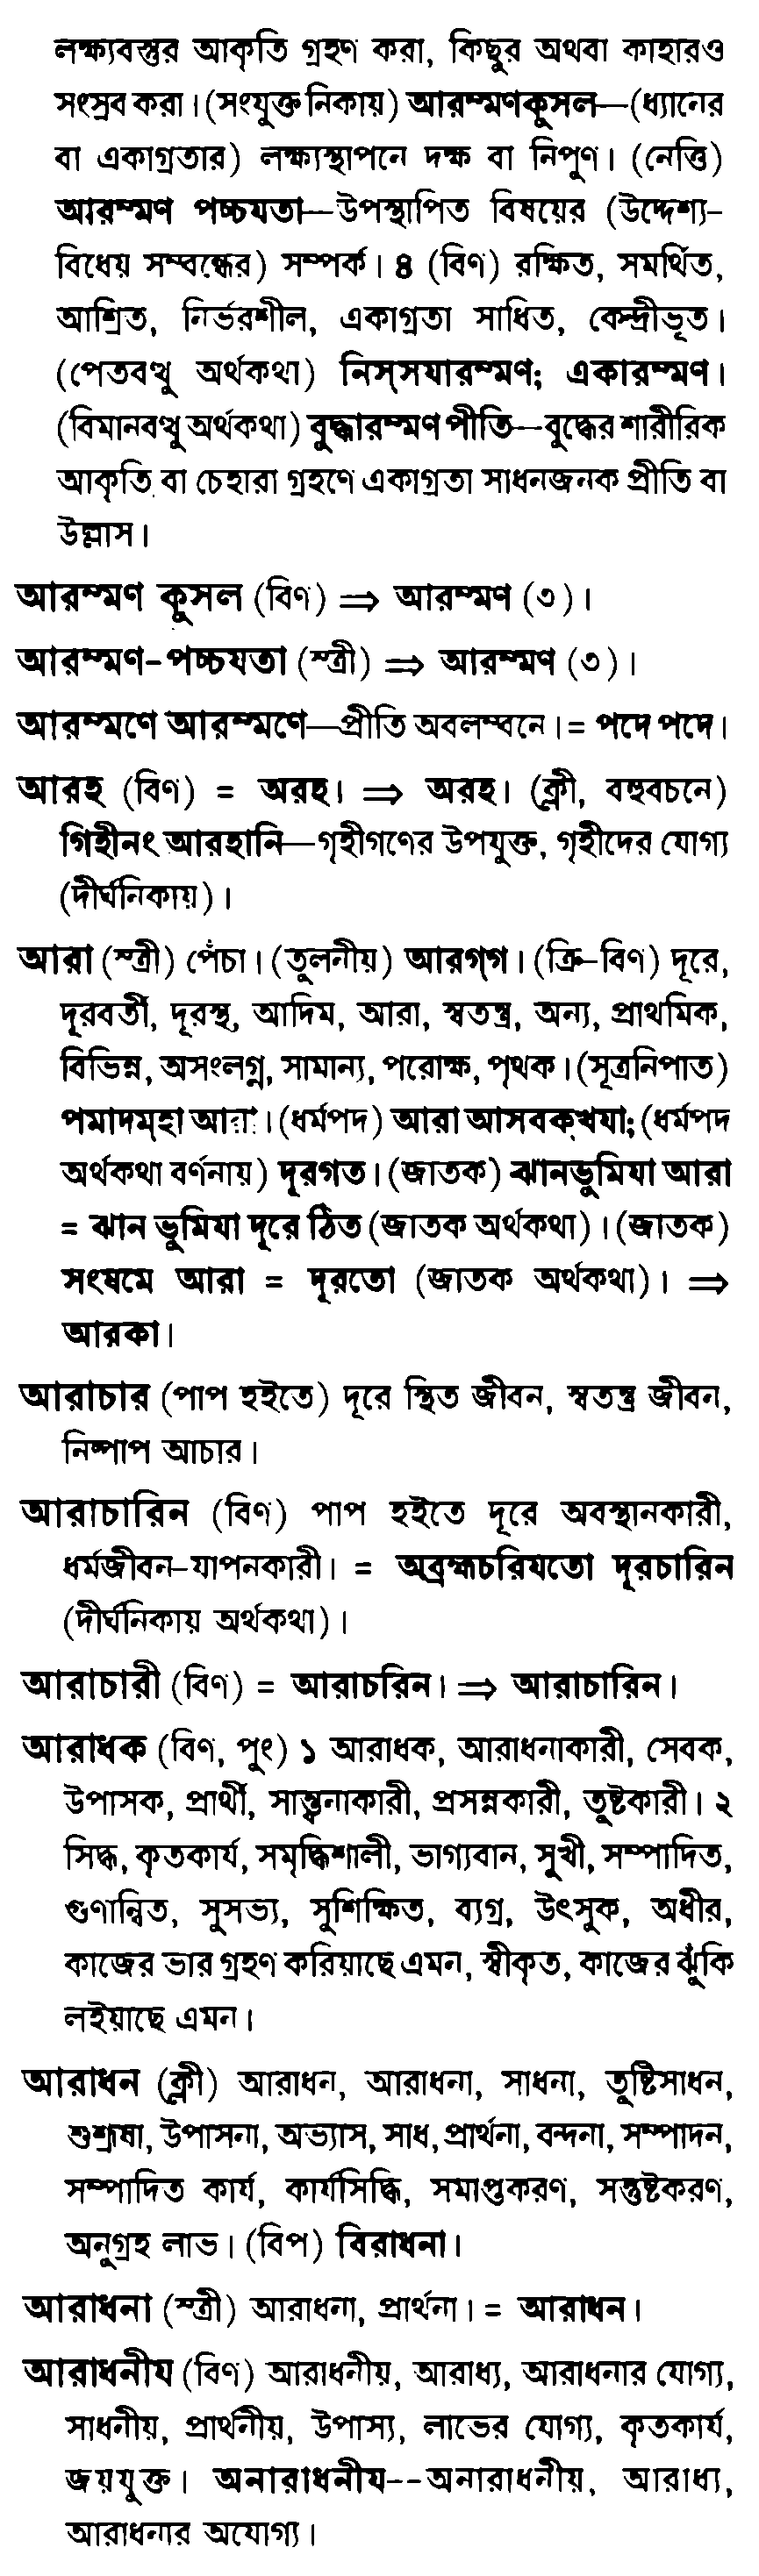 লক্ষ্যবস্তুর আকৃতি গ্রহণ করা, কিছুর অথবা কাহারও
সংস্রব করা। (সংযুক্ত নিকায়) আরম্মণকুসল—(ধ্যানের
বা একাগ্রতার) লক্ষ্যস্থাপনে দক্ষ বা নিপুণ। (নেত্তি)
আরম্মণ পচ্চযতা—উপস্থাপিত বিষয়ের (উদ্দেশ্য-
বিধেয় সম্বন্ধের) সম্পর্ক। ৪ (বিণ) রক্ষিত, সমর্থিত,
আশ্রিত, নির্ভরশীল, একাগ্রতা সাধিত, কেন্দ্রীভূত।
(পেতবত্থু অর্থকথা) নিস্সযারম্মণ; একারম্মণ।
(বিমানবত্থু অর্থকথা) বুদ্ধারম্মণ পীতি—বুদ্ধের শারীরিক
আকৃতি বা চেহারা গ্রহণে একাগ্রতা সাধনজনক প্রীতি বা
উল্লাস।
আরম্মণ কুসল (বিণ) ⇒ আরম্মণ (৩)।
আরম্মণ-পচ্চযতা (স্ত্রী) ⇒ আরম্মণ (৩)।
আরম্মণে আরম্মণে—প্রীতি অবলম্বনে। = পদে পদে।
আরহ (বিণ) = অরহ। ⇒ অরহ। (ক্লী, বহুবচনে)
গিহীনং আরহানি—গৃহীগণের উপযুক্ত, গৃহীদের যোগ্য
(দীর্ঘনিকায়)।
আরা (স্ত্রী) পেঁচা। (তুলনীয়) আরগ্গ। (ক্রি-বিণ) দূরে,
দূরবর্তী, দূরস্থ, আদিম, আরা, স্বতন্ত্র, অন্য, প্রাথমিক,
বিভিন্ন, অসংলগ্ন, সামান্য, পরোক্ষ, পৃথক। (সূত্রনিপাত)
পমাদম্হা আরা। (ধর্মপদ) আরা আসবক্খযা; (ধর্মপদ
অর্থকথা বর্ণনায়) দূরগত। (জাতক) ঝানভুমিযা আরা
= ঝান ভুমিযা দূরে ঠিত (জাতক অর্থকথা)। (জাতক)
সংযমে আরা = দূরতো (জাতক অর্থকথা)। ⇒
আরকা।
আরাচার (পাপ হইতে) দূরে স্থিত জীবন, স্বতন্ত্র জীবন,
নিষ্পাপ আচার।
আরাচারিন (বিণ) পাপ হইতে দূরে অবস্থানকারী,
ধর্মজীবন-যাপনকারী। = অব্রহ্মচরিযতো দূরচারিন
(দীর্ঘনিকায় অর্থকথা)।
আরাচারী (বিণ) = আরাচরিন। ⇒ আরাচারিন।
আরাধক (বিণ, পুং) ১ আরাধক, আরাধনাকারী, সেবক,
উপাসক, প্রার্থী, সান্ত্বনাকারী, প্রসন্নকারী, তুষ্টকারী। ২
সিদ্ধ, কৃতকার্য, সমৃদ্ধিশালী, ভাগ্যবান, সুখী, সম্পাদিত,
গুণান্বিত, সুসভ্য, সুশিক্ষিত, ব্যগ্র, উৎসুক, অধীর,
কাজের ভার গ্রহণ করিয়াছে এমন, স্বীকৃত, কাজের ঝুঁকি
লইয়াছে এমন।
আরাধন (ক্লী) আরাধন, আরাধনা, সাধনা, তুষ্টিসাধন,
শুশ্রূষা, উপাসনা, অভ্যাস, সাধ, প্রার্থনা, বন্দনা, সম্পাদন,
সম্পাদিত কার্য, কার্যসিদ্ধি, সমাপ্তকরণ, সন্তুষ্টকরণ,
অনুগ্রহ লাভ। (বিপ) বিরাধনা।
আরাধনা (স্ত্রী) আরাধনা, প্রার্থনা। = আরাধন।
আরাধনীয (বিণ) আরাধনীয়, আরাধ্য, আরাধনার যোগ্য,
সাধনীয়, প্রার্থনীয়, উপাস্য, লাভের যোগ্য, কৃতকার্য,
জয়যুক্ত। অনারাধনীয--অনারাধনীয়, আরাধ্য,
আরাধনার অযোগ্য।